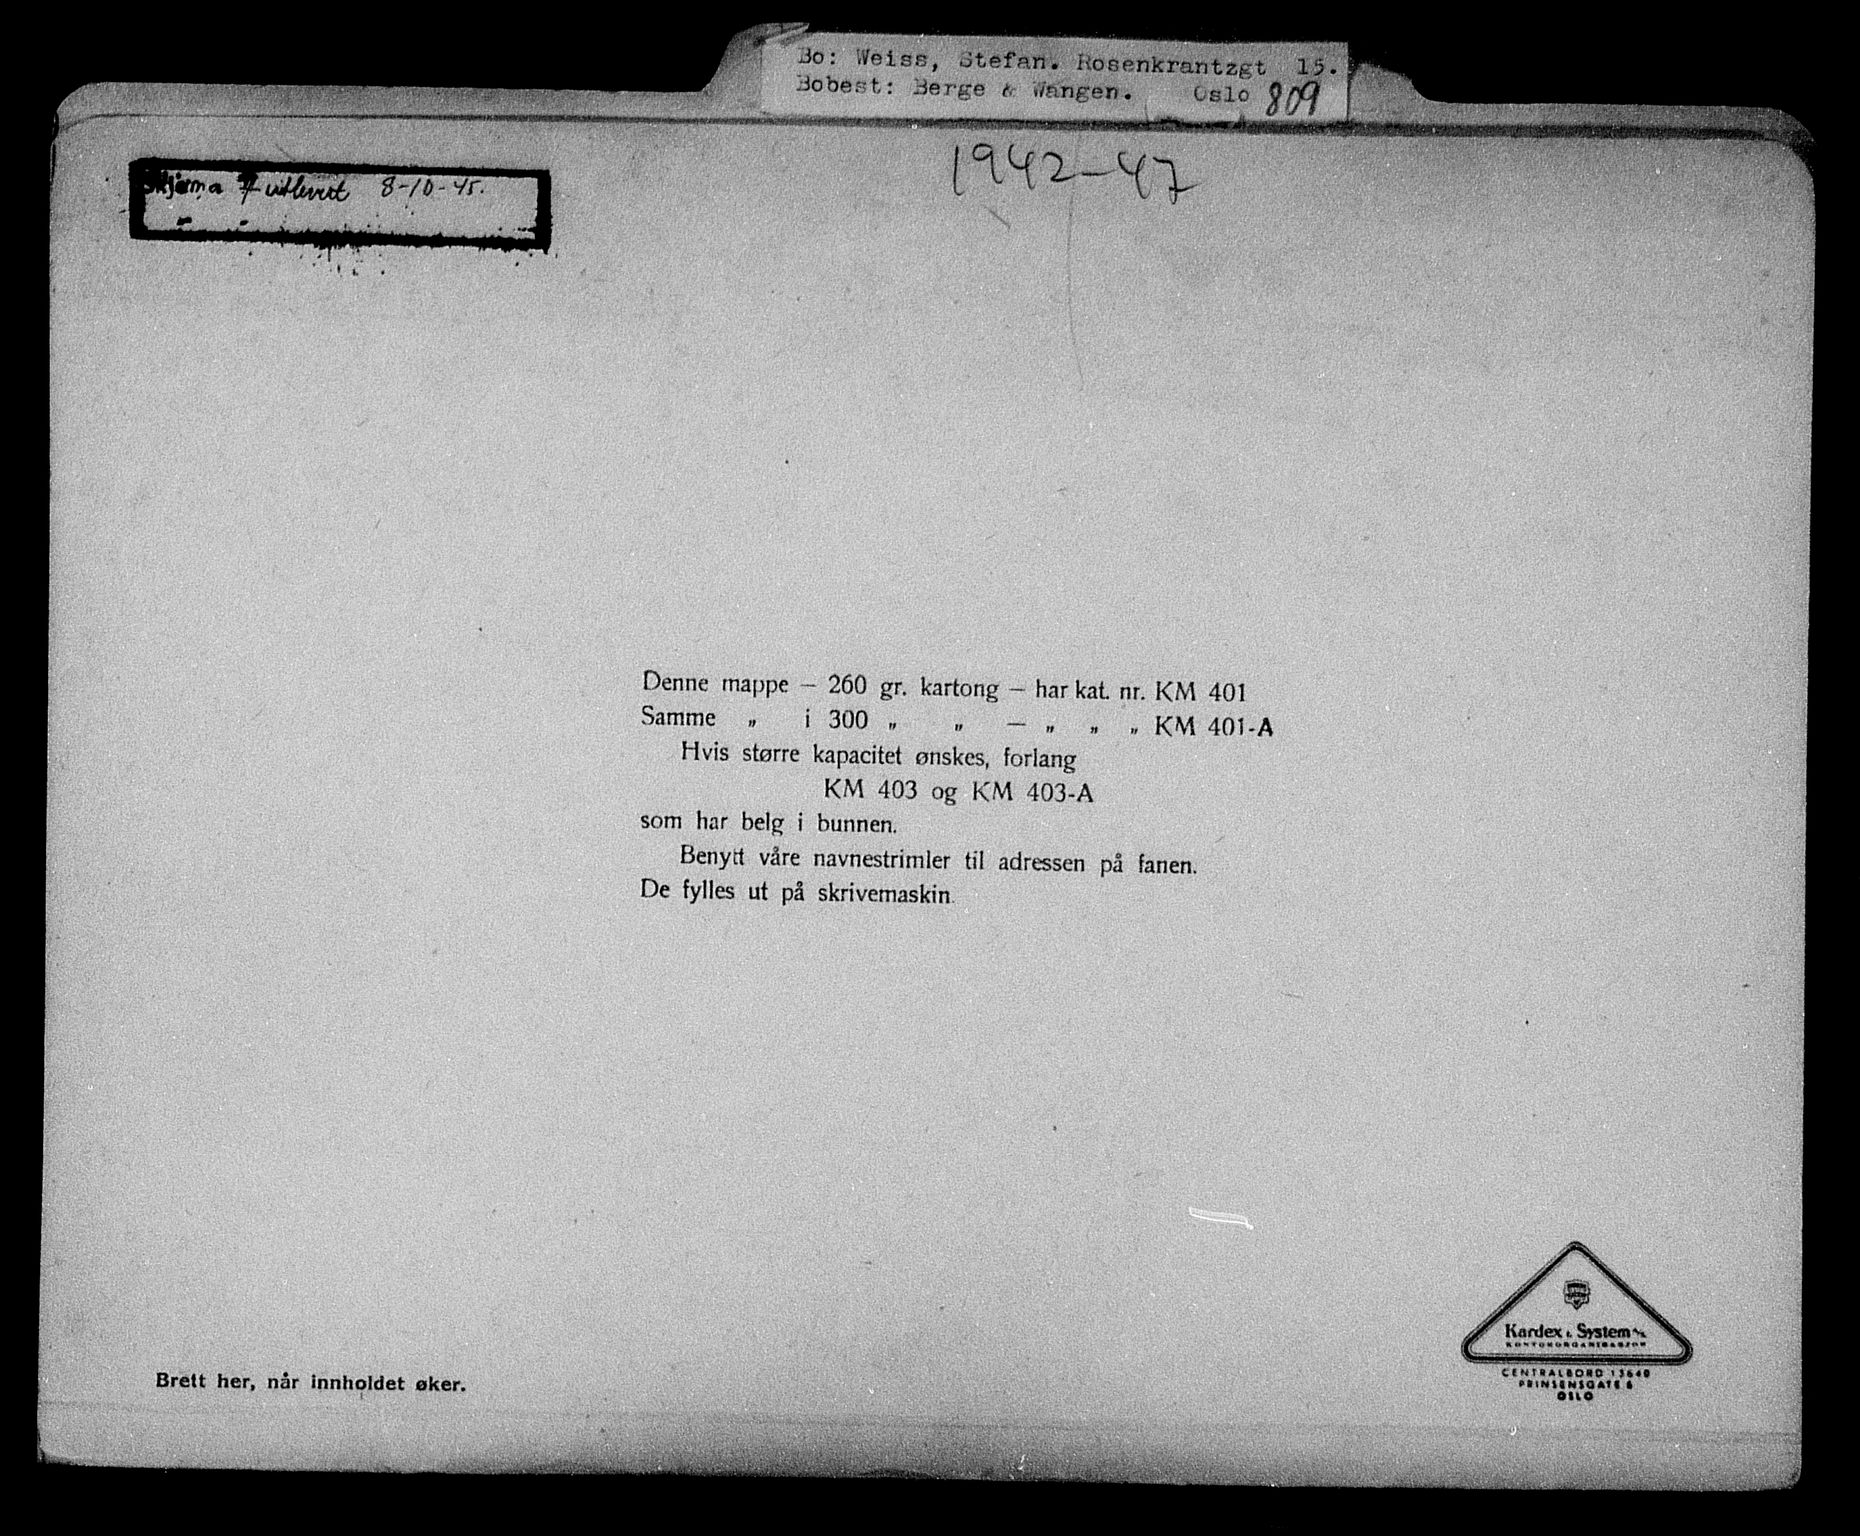 Bo: Weiss, Stefan. Rosenkrantzgt 15.
Bobest: Berge & Wangen. Oslo 809
1942-47
Skjema 7 utlevert 8-10-45.
Denne mappe — 260 gr. kartong — har kat. nr. KM 401
Samme „ i 300 „ „ — „ „ „ KM 401-A
Hvis større kapacitet ønskes, forlang
KM 403 og KM 403-A
som har belg i bunnen.
Benytt våre navnestrimler til adressen på fanen.
De fylles ut på skrivemaskin.
Kardex & System A/S
KONTORORGANISASJON
CENTRALBORD 13640
PRINSENSGATE 6
OSLO
Brett her, når innholdet øker.